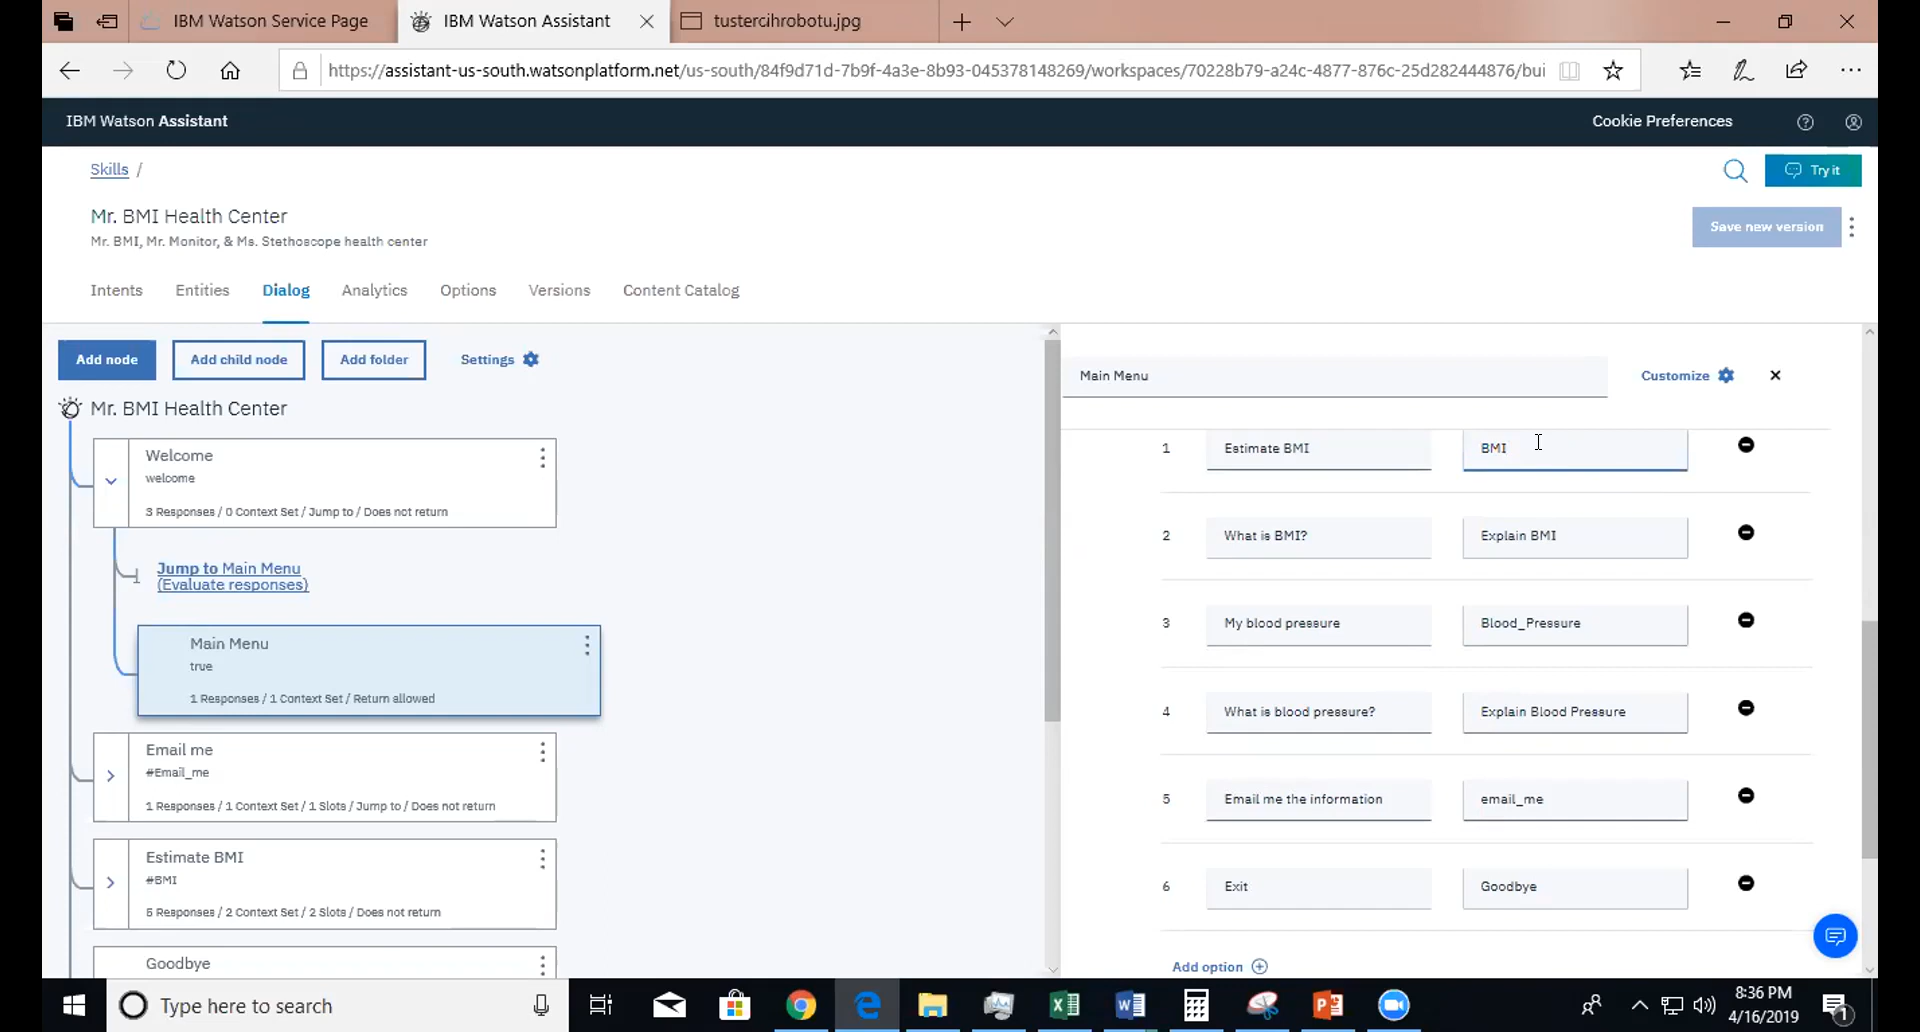 IBM Watson Service Page
IBM Watson Assistant
tustercihrobotu.jpg
https://assistant-us-south.watsonplatform.net/us-south/84f9d71d-7b9f-4a3e-8b93-045378148269/workspaces/70228b79-a24c-4877-876c-25d282444876/bui
IBM Watson Assistant
Cookie Preferences
Skills /
Try it
Mr. BMI Health Center
Save new version
Mr. BMI, Mr. Monitor, & Ms. Stethoscope health center
Intents Entities Dialog Analytics Options Versions Content Catalog
Add node Add child node Add folder Settings
Mr. BMI Health Center
Welcome
welcome
3 Responses / 0 Context Set / Jump to / Does not return
Jump to Main Menu
(Evaluate responses)
Main Menu
true
1 Responses / 1 Context Set / Return allowed
Email me
#Email_me
1 Responses / 1 Context Set / 1 Slots / Jump to / Does not return
Estimate BMI
#BMI
5 Responses / 2 Context Set / 2 Slots / Does not return
Goodbye
Main Menu
Customize
1 Estimate BMI BMI
2 What is BMI? Explain BMI
3 My blood pressure Blood_Pressure
4 What is blood pressure? Explain Blood Pressure
5 Email me the information email_me
6 Exit Goodbye
Add option
Type here to search
8:36 PM
4/16/2019
1